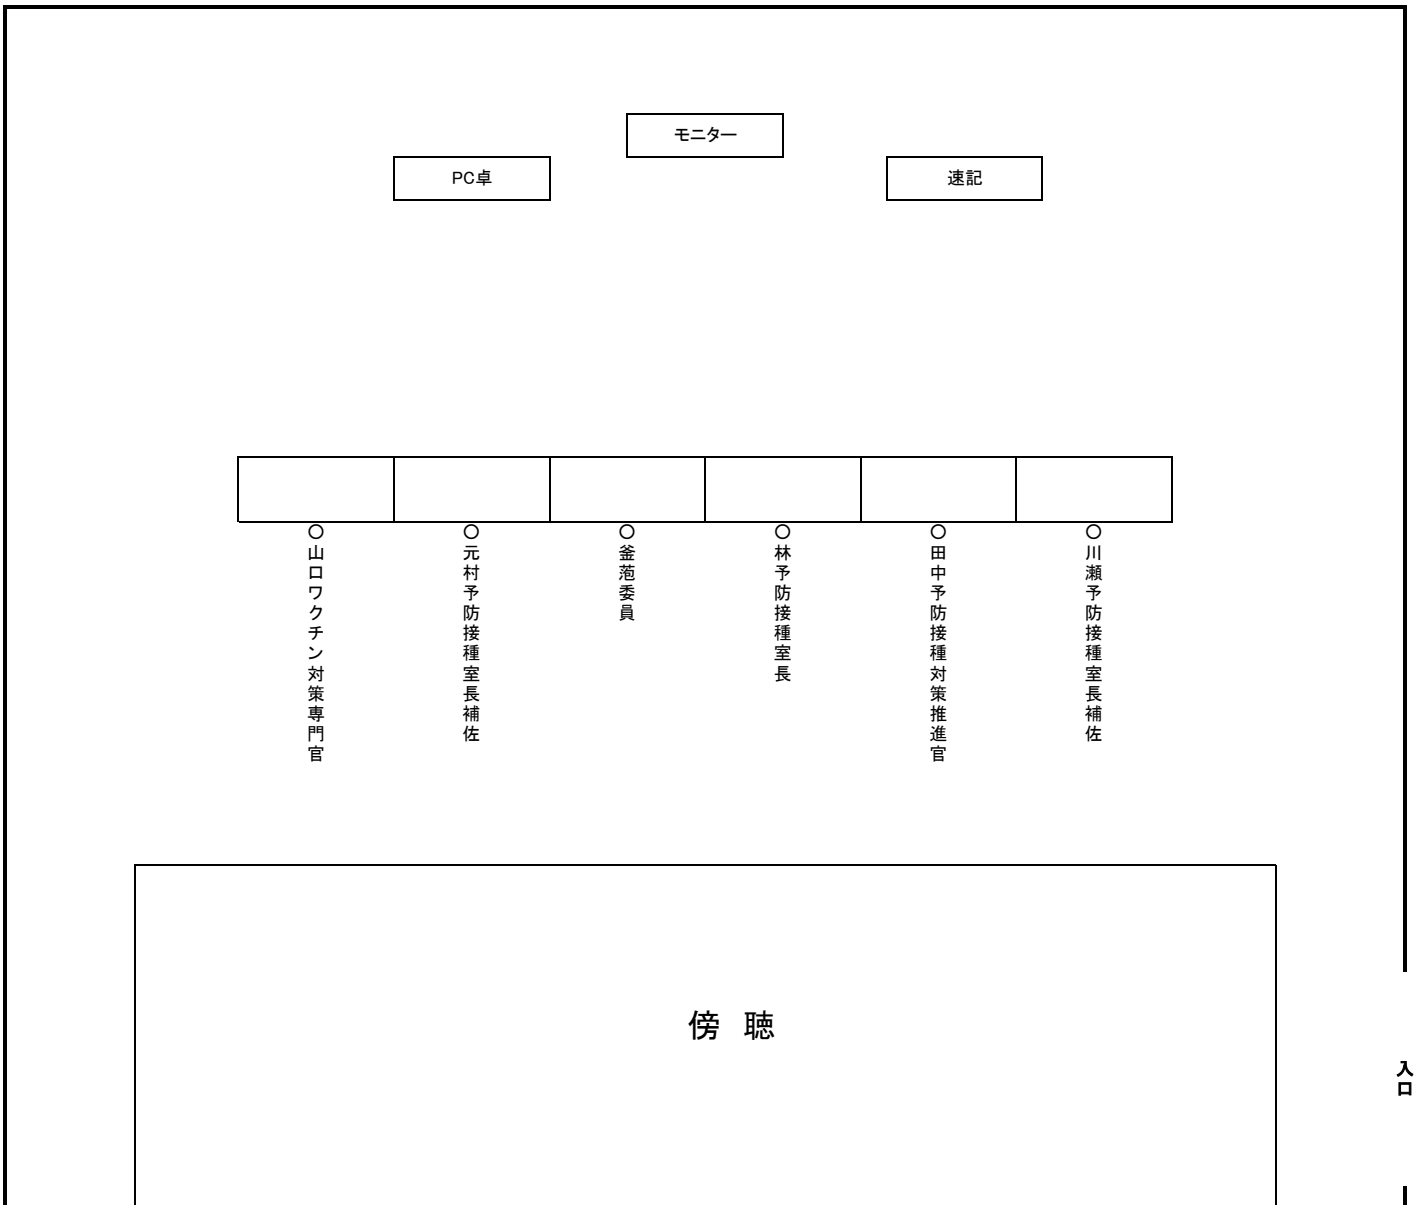 モニター
PC卓
速記
○山口ワクチン対策専門官
○元村予防接種室長補佐
○釜萢委員
○林予防接種室長
○田中予防接種対策推進官
○川瀬予防接種室長補佐
傍 聴
入口